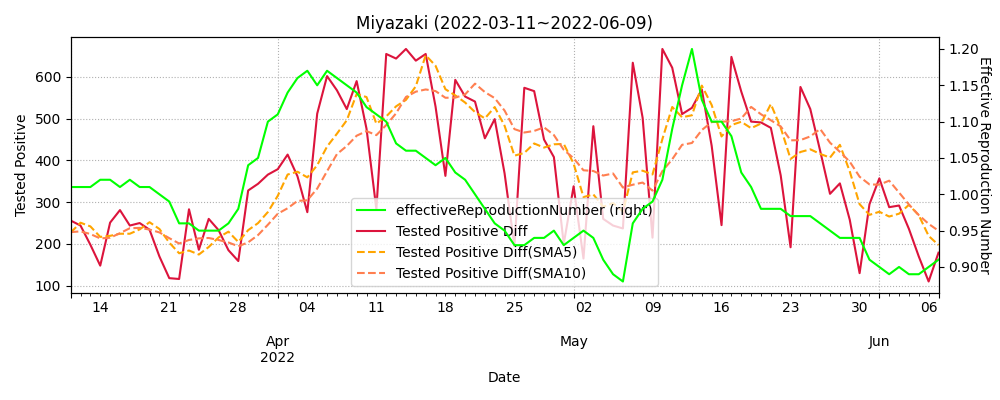 Miyazaki (2022-03-11~2022-06-09)
Tested Positive
600
500
400
300
200
100
1.20
1.15
1.10
1.05
1.00
0.95
0.90
Effective Reproduction Number
effectiveReproductionNumber (right)
Tested Positive Diff
Tested Positive Diff(SMA5)
Tested Positive Diff(SMA10)
14 21 28 04 11 18 25 02 09 16 23 30 06
Apr May Jun
2022
Date